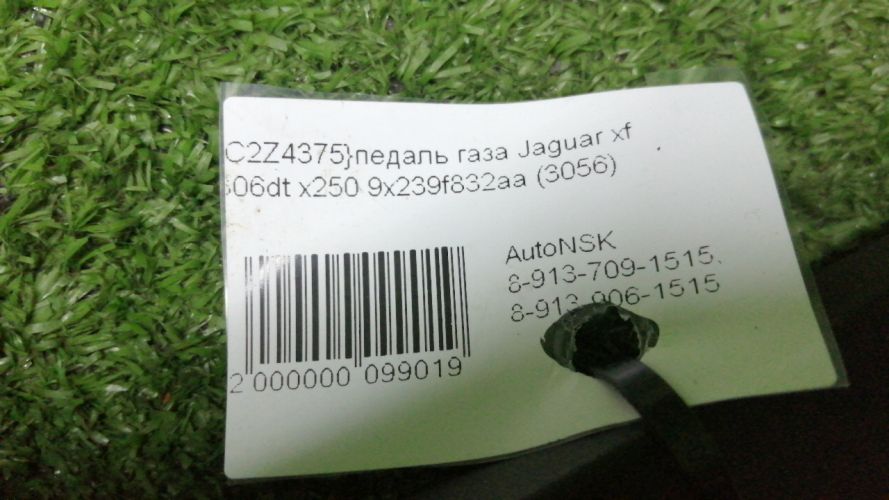 C2Z4375}педаль газа Jaguar xf
306dt x250 9x239f832aa (3056)
AutoNSK
8-913-709-1515,
8-913-906-1515
2 000000 099019